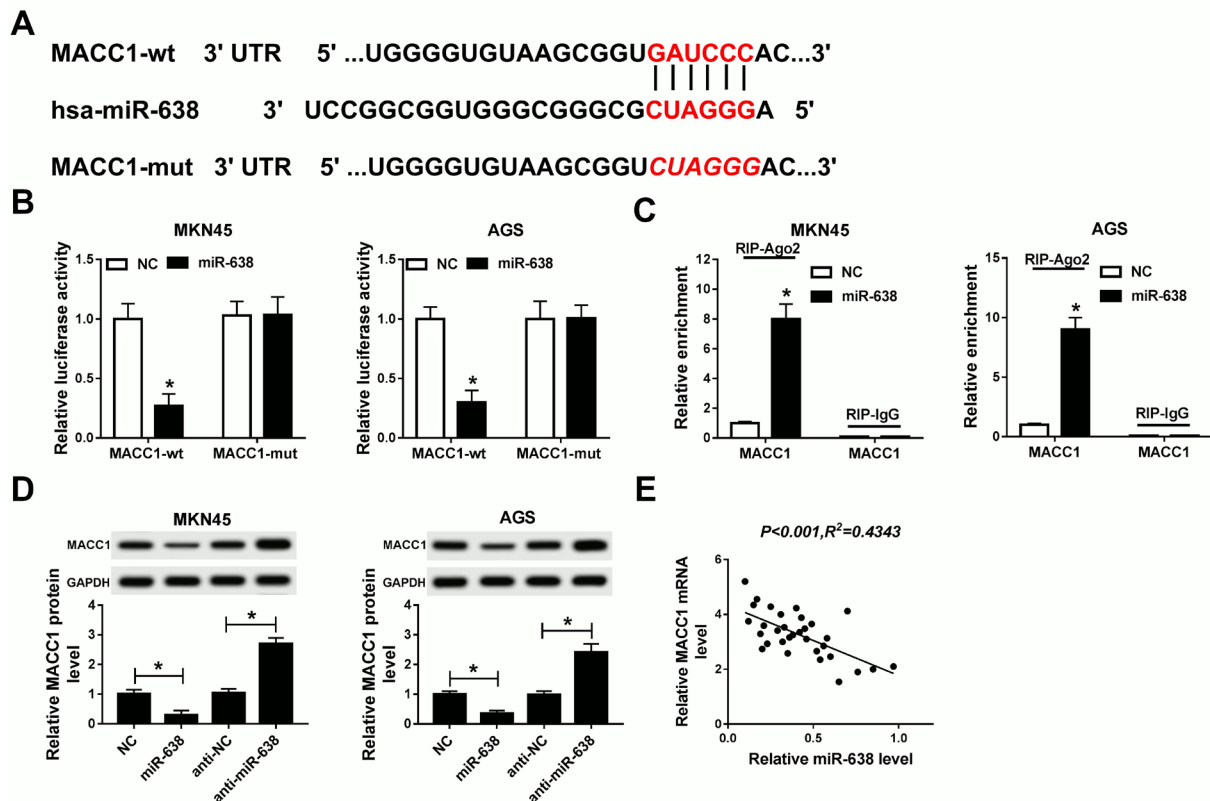 A
MACC1-wt 3' UTR 5' ...UGGGGUGUAAGCGGUGAUCCCAC...3'
hsa-miR-638 3' UCCGGCGGUGGGCGGGCGCUAGGGA 5'
MACC1-mut 3' UTR 5' ...UGGGGUGUAAGCGGUCUAGGGAC...3'
B
MKN45
NC miR-638
Relative luciferase activity
1.5
1.0
0.5
0.0
*
MACC1-wt MACC1-mut
AGS
NC miR-638
Relative luciferase activity
1.5
1.0
0.5
0.0
*
MACC1-wt MACC1-mut
C
MKN45
RIP-Ago2
NC
miR-638
Relative enrichment
12
10
8
6
4
2
0
*
RIP-IgG
MACC1 MACC1
AGS
RIP-Ago2
NC
miR-638
Relative enrichment
15
10
5
0
*
RIP-IgG
MACC1 MACC1
D
MKN45
MACC1
GAPDH
Relative MACC1 protein
level
4
3
2
1
0
*
*
NC miR-638 anti-NC anti-miR-638
AGS
MACC1
GAPDH
Relative MACC1 protein
level
4
3
2
1
0
*
*
NC miR-638 anti-NC anti-miR-638
E
P<0.001,R²=0.4343
Relative MACC1 mRNA
level
6
4
2
0
0.0 0.5 1.0
Relative miR-638 level